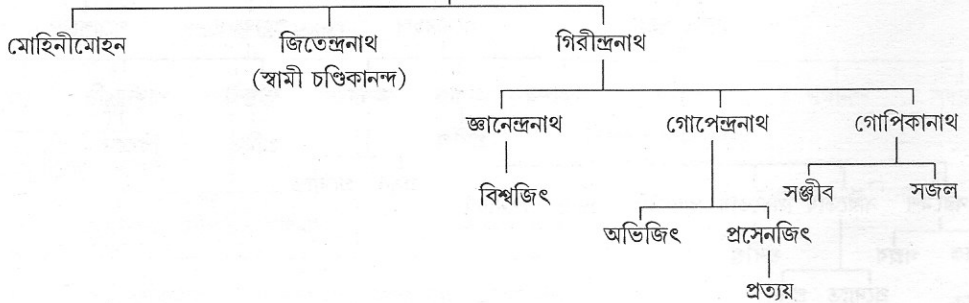 মোহিনীমোহন জিতেন্দ্রনাথ গিরীন্দ্রনাথ
(স্বামী চণ্ডিকানন্দ)
জ্ঞানেন্দ্রনাথ গোপেন্দ্রনাথ গোপিকানাথ
বিশ্বজিৎ সঞ্জীব সজল
অভিজিৎ প্রসেনজিৎ
প্রত্যয়